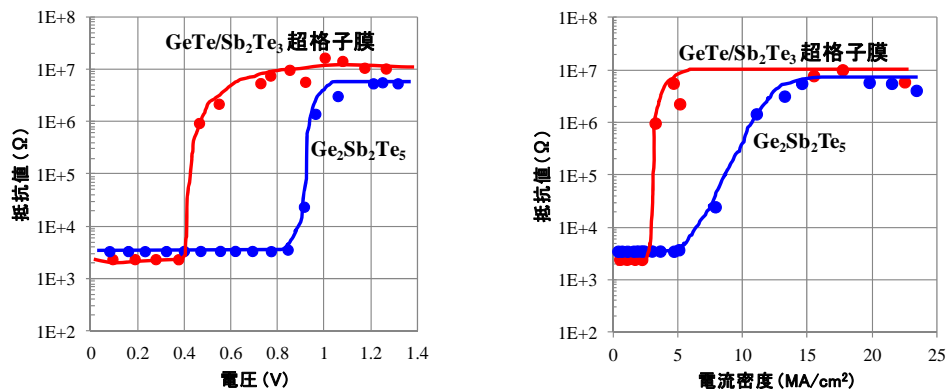 1E+8
1E+7
1E+6
1E+5
1E+4
1E+3
1E+2
抵抗値(Ω)
GeTe/Sb₂Te₃ 超格子膜
Ge₂Sb₂Te₅
0 0.2 0.4 0.6 0.8 1 1.2 1.4
電圧(V)
1E+8
1E+7
1E+6
1E+5
1E+4
1E+3
1E+2
抵抗値(Ω)
GeTe/Sb₂Te₃ 超格子膜
Ge₂Sb₂Te₅
0 5 10 15 20 25
電流密度(MA/cm²)